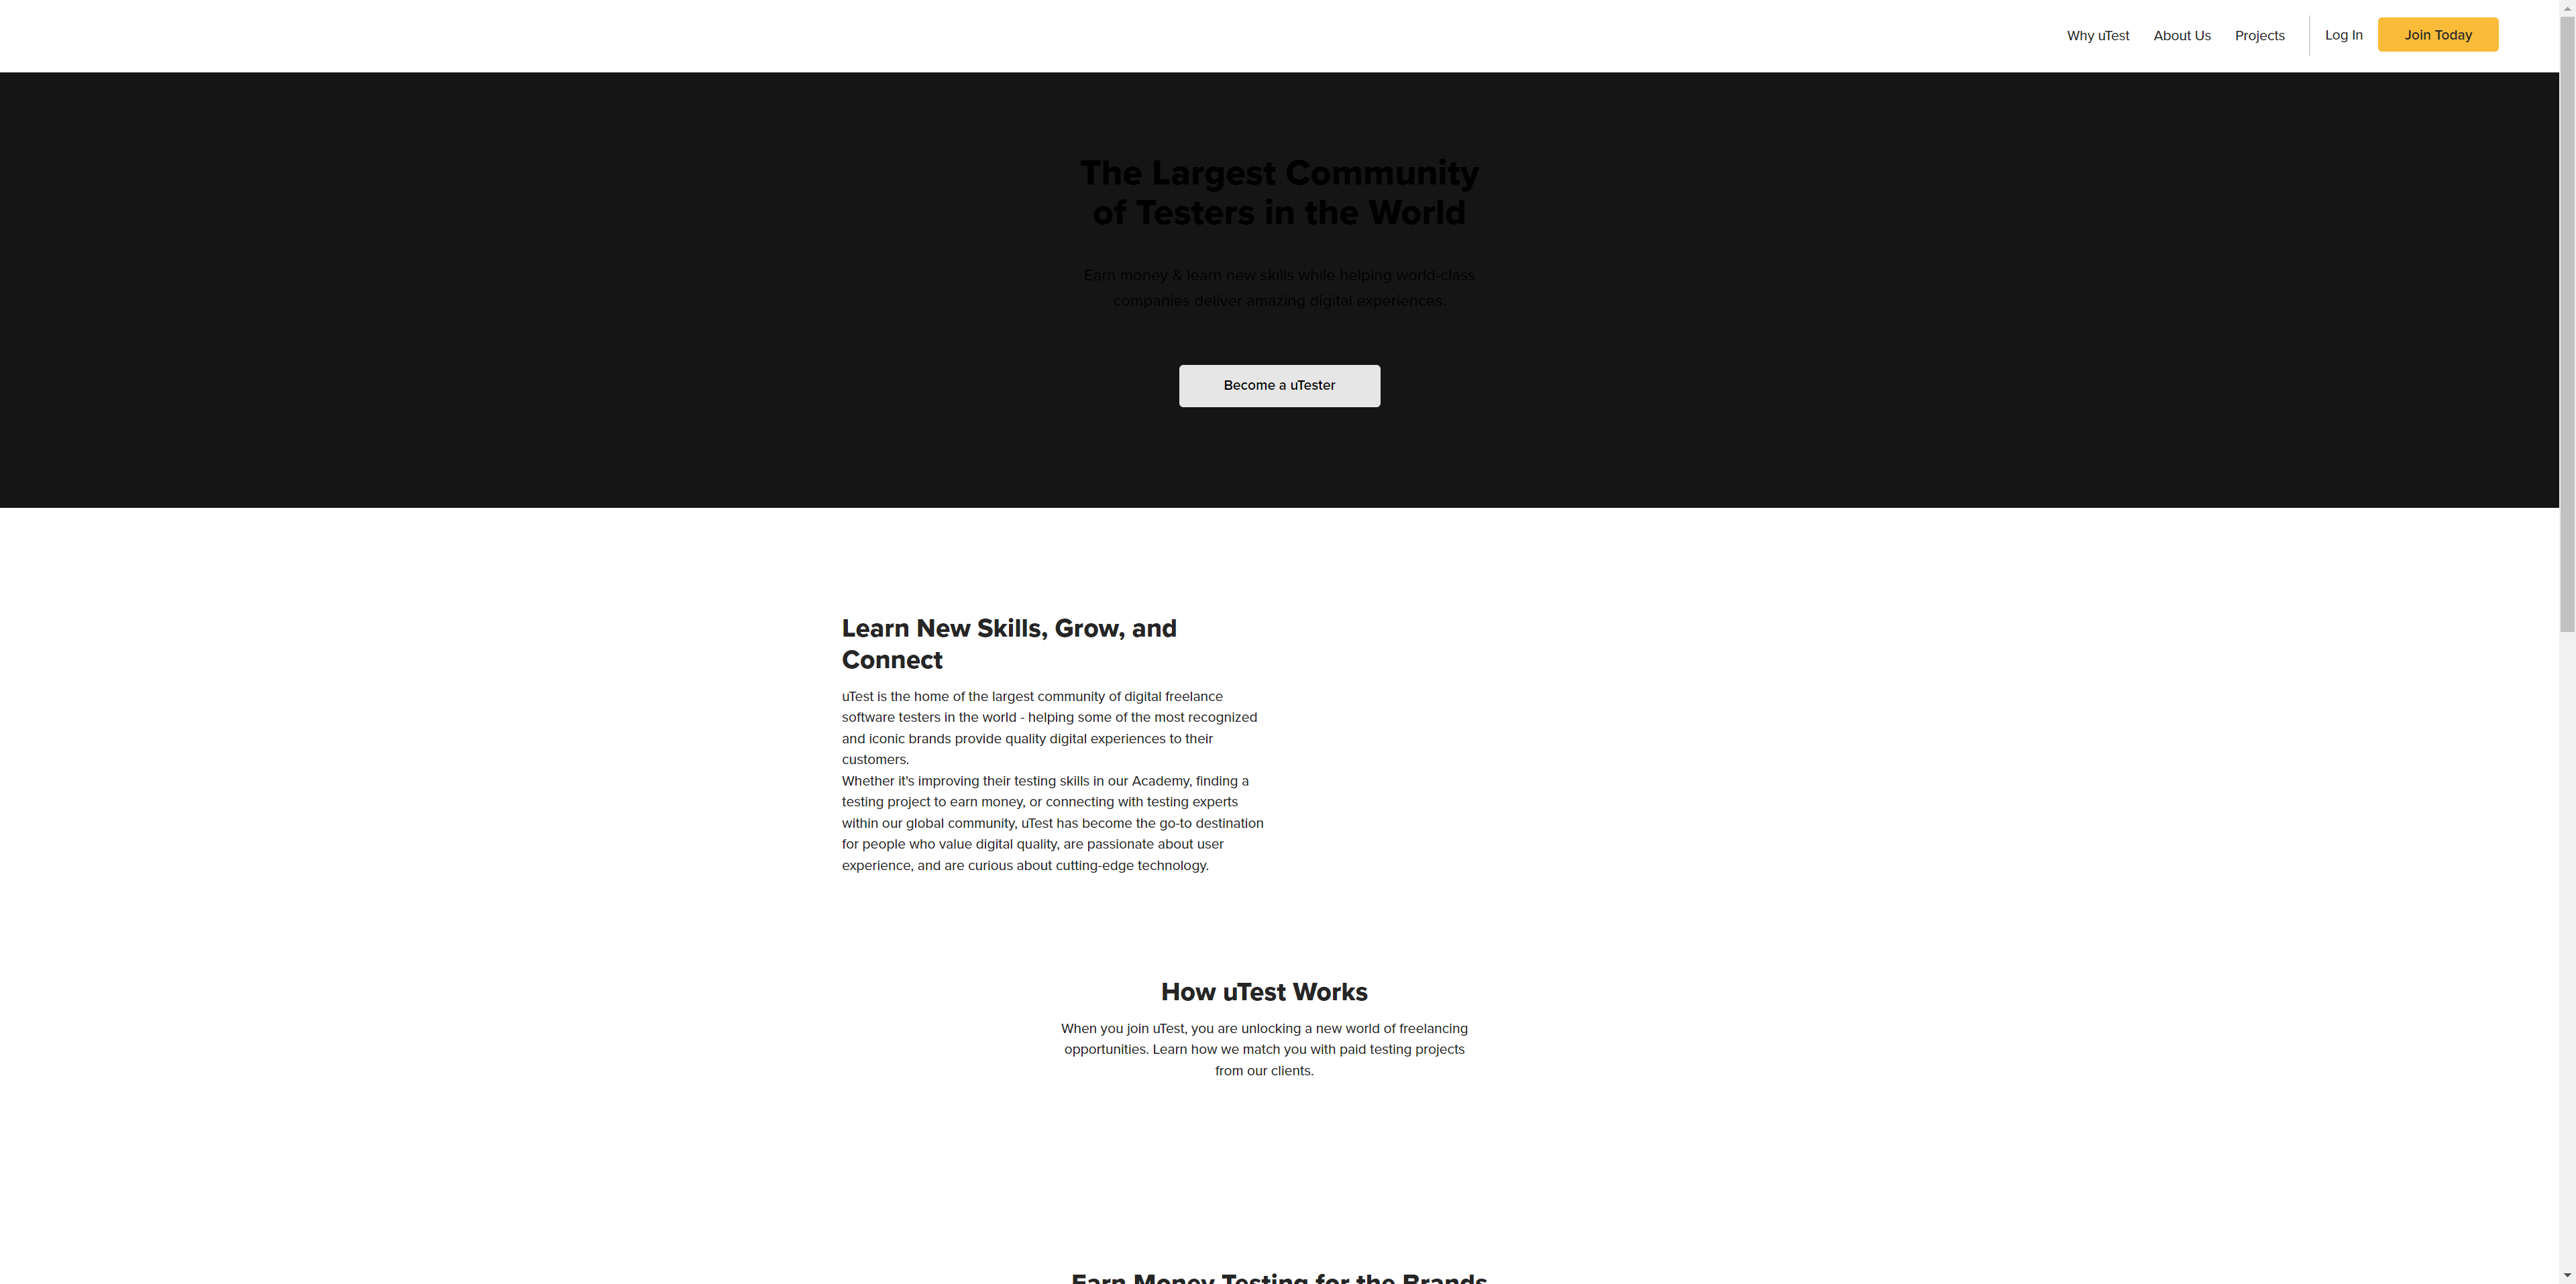 Why uTest About Us Projects Log In Join Today
The Largest Community
of Testers in the World
Earn money & learn new skills while helping world-class
companies deliver amazing digital experiences.
Become a uTester
Learn New Skills, Grow, and
Connect
uTest is the home of the largest community of digital freelance
software testers in the world - helping some of the most recognized
and iconic brands provide quality digital experiences to their
customers.
Whether it's improving their testing skills in our Academy, finding a
testing project to earn money, or connecting with testing experts
within our global community, uTest has become the go-to destination
for people who value digital quality, are passionate about user
experience, and are curious about cutting-edge technology.
How uTest Works
When you join uTest, you are unlocking a new world of freelancing
opportunities. Learn how we match you with paid testing projects
from our clients.
Earn Money Testing for the Brands